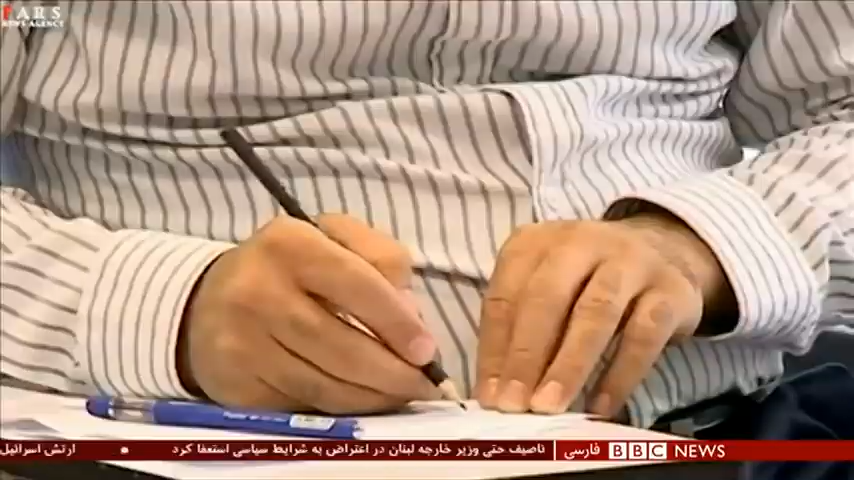 FARS
NEWS AGENCY
ارتش اسرائیل • ناصیف حتی وزیر خارجه لبنان در اعتراض به شرایط سیاسی استعفا کرد فارسی BBC NEWS